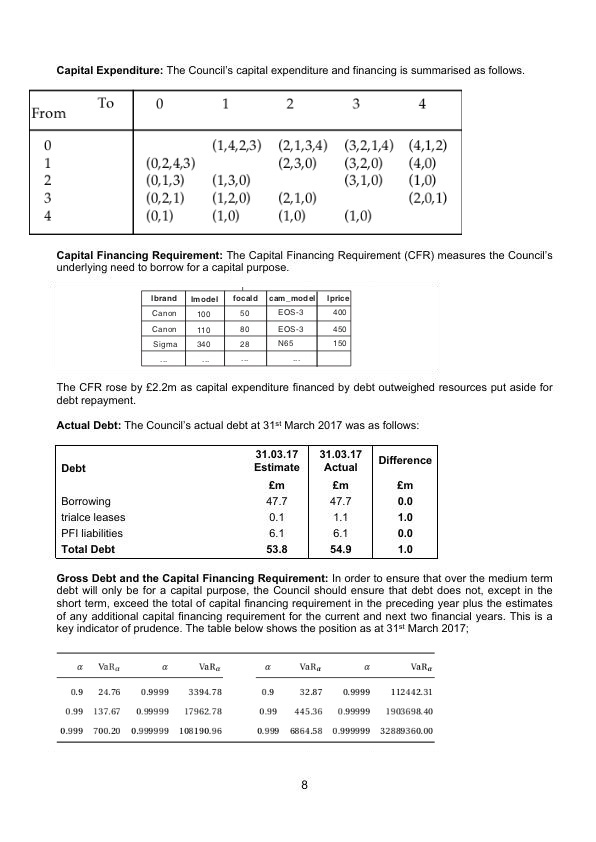 Capital Expenditure: The Council's capital expenditure and financing is summarised as follows.
From To 0 1 2 3 4
0 (1,4,2,3) (2,1,3,4) (3,2,1,4) (4,1,2)
1 (0,2,4,3) (2,3,0) (3,2,0) (4,0)
2 (0,1,3) (1,3,0) (3,1,0) (1,0)
3 (0,2,1) (1,2,0) (2,1,0) (2,0,1)
4 (0,1) (1,0) (1,0) (1,0)
Capital Financing Requirement: The Capital Financing Requirement (CFR) measures the Council's
underlying need to borrow for a capital purpose.
lbrand lmodel focald cam_model lprice
Canon 100 50 EOS-3 400
Canon 110 80 EOS-3 450
Sigma 340 28 N65 150
... ... ... ...
The CFR rose by £2.2m as capital expenditure financed by debt outweighed resources put aside for
debt repayment.
Actual Debt: The Council's actual debt at 31st March 2017 was as follows:
Debt 31.03.17 Estimate 31.03.17 Actual Difference
£m £m £m
Borrowing 47.7 47.7 0.0
trialce leases 0.1 1.1 1.0
PFI liabilities 6.1 6.1 0.0
Total Debt 53.8 54.9 1.0
Gross Debt and the Capital Financing Requirement: In order to ensure that over the medium term
debt will only be for a capital purpose, the Council should ensure that debt does not, except in the
short term, exceed the total of capital financing requirement in the preceding year plus the estimates
of any additional capital financing requirement for the current and next two financial years. This is a
key indicator of prudence. The table below shows the position as at 31st March 2017;
α VaRα α VaRα α VaRα α VaRα
0.9 24.76 0.9999 3394.78 0.9 32.87 0.9999 112442.31
0.99 137.67 0.99999 17962.78 0.99 445.36 0.99999 1903698.40
0.999 700.20 0.999999 108190.96 0.999 6864.58 0.999999 32889360.00
8